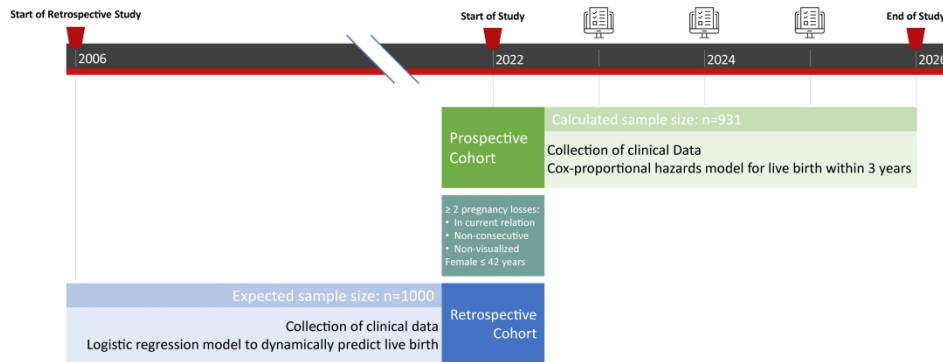 Start of Retrospective Study
Start of Study
End of Study
2006
2022
2024
2026
Prospective
Cohort
Calculated sample size: n=931
Collection of clinical Data
Cox-proportional hazards model for live birth within 3 years
≥ 2 pregnancy losses:
• In current relation
• Non-consecutive
• Non-visualized
Female ≤ 42 years
Expected sample size: n=1000
Collection of clinical data
Logistic regression model to dynamically predict live birth
Retrospective
Cohort